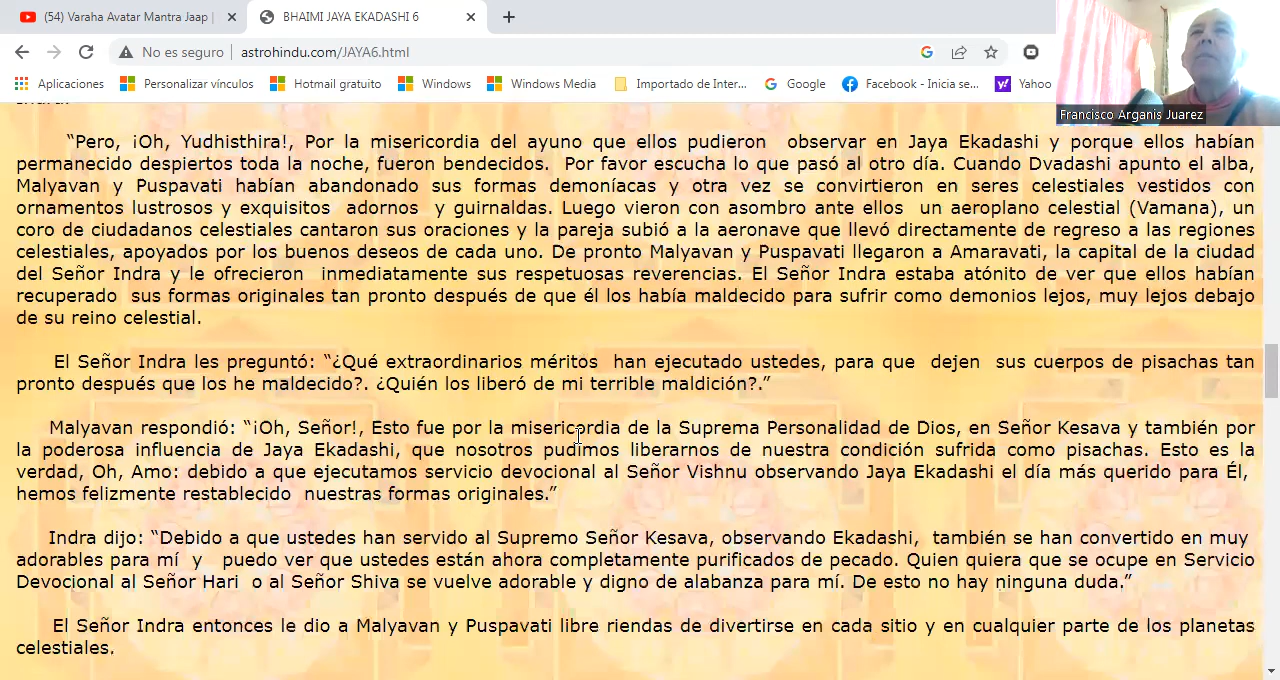 (54) Varaha Avatar Mantra Jaap |
BHAIMI JAYA EKADASHI 6
No es seguro
astrohindu.com/JAYA6.html
Aplicaciones
Personalizar vínculos
Hotmail gratuito
Windows
Windows Media
Importado de Inter...
Google
Facebook - Inicia se...
Yahoo
Francisco Arganis Juarez
“Pero, ¡Oh, Yudhisthira!, Por la misericordia del ayuno que ellos pudieron observar en Jaya Ekadashi y porque ellos habían
permanecido despiertos toda la noche, fueron bendecidos. Por favor escucha lo que pasó al otro día. Cuando Dvadashi apunto el alba,
Malyavan y Puspavati habían abandonado sus formas demoníacas y otra vez se convirtieron en seres celestiales vestidos con
ornamentos lustrosos y exquisitos adornos y guirnaldas. Luego vieron con asombro ante ellos un aeroplano celestial (Vamana), un
coro de ciudadanos celestiales cantaron sus oraciones y la pareja subió a la aeronave que llevó directamente de regreso a las regiones
celestiales, apoyados por los buenos deseos de cada uno. De pronto Malyavan y Puspavati llegaron a Amaravati, la capital de la ciudad
del Señor Indra y le ofrecieron inmediatamente sus respetuosas reverencias. El Señor Indra estaba atónito de ver que ellos habían
recuperado sus formas originales tan pronto después de que él los había maldecido para sufrir como demonios lejos, muy lejos debajo
de su reino celestial.
El Señor Indra les preguntó: “¿Qué extraordinarios méritos han ejecutado ustedes, para que dejen sus cuerpos de pisachas tan
pronto después que los he maldecido?. ¿Quién los liberó de mi terrible maldición?.”
Malyavan respondió: “¡Oh, Señor!, Esto fue por la misericordia de la Suprema Personalidad de Dios, en Señor Kesava y también por
la poderosa influencia de Jaya Ekadashi, que nosotros pudimos liberarnos de nuestra condición sufrida como pisachas. Esto es la
verdad, Oh, Amo: debido a que ejecutamos servicio devocional al Señor Vishnu observando Jaya Ekadashi el día más querido para Él,
hemos felizmente restablecido nuestras formas originales.”
Indra dijo: “Debido a que ustedes han servido al Supremo Señor Kesava, observando Ekadashi, también se han convertido en muy
adorables para mí y puedo ver que ustedes están ahora completamente purificados de pecado. Quien quiera que se ocupe en Servicio
Devocional al Señor Hari o al Señor Shiva se vuelve adorable y digno de alabanza para mí. De esto no hay ninguna duda.”
El Señor Indra entonces le dio a Malyavan y Puspavati libre riendas de divertirse en cada sitio y en cualquier parte de los planetas
celestiales.